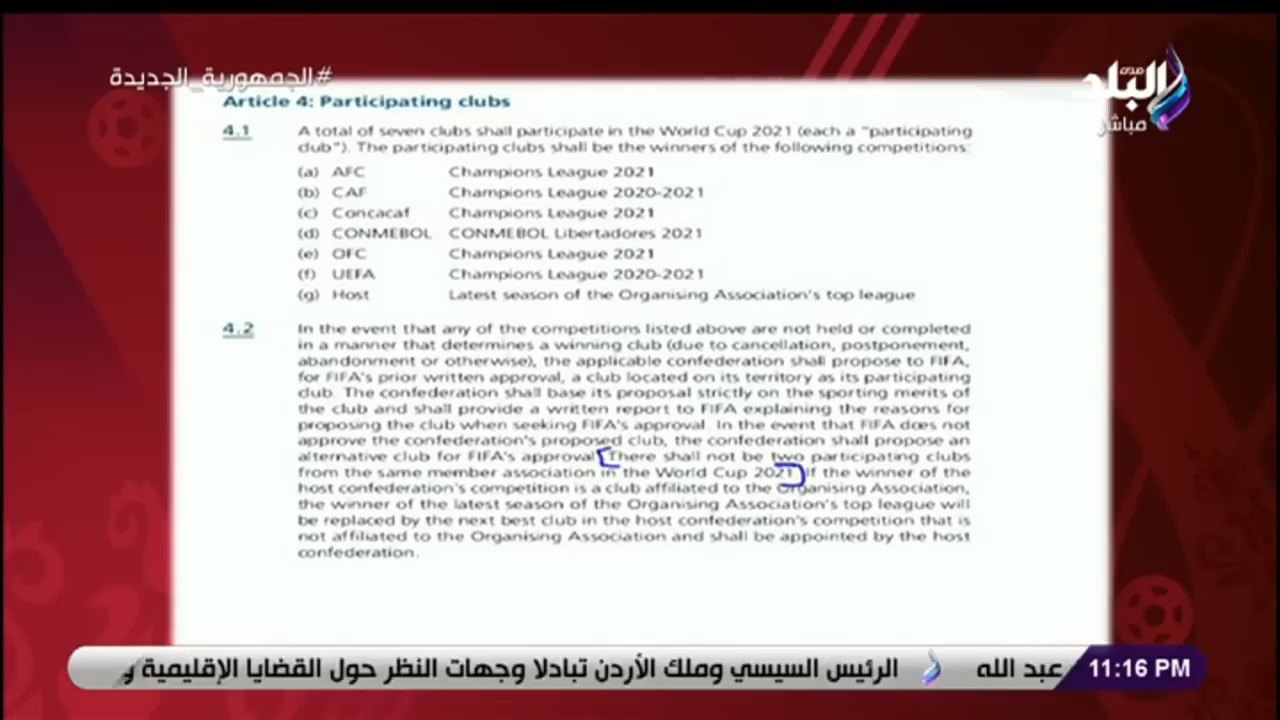 #الجمهورية_الجديدة
صدى
البلد
مباشر
Article 4: Participating clubs
4.1 A total of seven clubs shall participate in the World Cup 2021 (each a “participating
club”). The participating clubs shall be the winners of the following competitions:
(a) AFC Champions League 2021
(b) CAF Champions League 2020-2021
(c) Concacaf Champions League 2021
(d) CONMEBOL CONMEBOL Libertadores 2021
(e) OFC Champions League 2021
(f) UEFA Champions League 2020-2021
(g) Host Latest season of the Organising Association's top league
4.2 In the event that any of the competitions listed above are not held or completed
in a manner that determines a winning club (due to cancellation, postponement,
abandonment or otherwise), the applicable confederation shall propose to FIFA,
for FIFA's prior written approval, a club located on its territory as its participating
club. The confederation shall base its proposal strictly on the sporting merits of
the club and shall provide a written report to FIFA explaining the reasons for
proposing the club when seeking FIFA's approval. In the event that FIFA does not
approve the confederation's proposed club, the confederation shall propose an
alternative club for FIFA's approval. There shall not be two participating clubs
from the same member association in the World Cup 2021. If the winner of the
host confederation's competition is a club affiliated to the Organising Association,
the winner of the latest season of the Organising Association's top league will
be replaced by the next best club in the host confederation's competition that is
not affiliated to the Organising Association and shall be appointed by the host
confederation.
11:16 PM عبد الله الرئيس السيسي وملك الأردن تبادلا وجهات النظر حول القضايا الإقليمية و